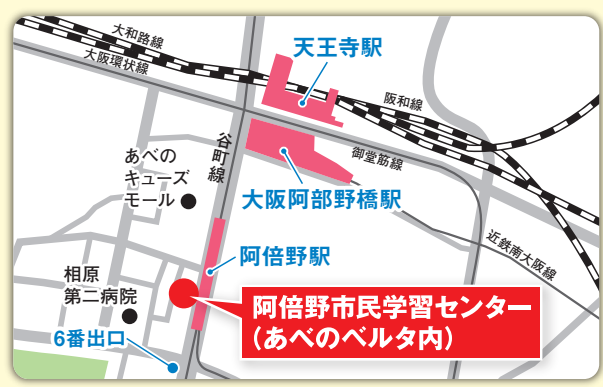 大和路線
大阪環状線
天王寺駅
阪和線
谷町線
御堂筋線
あべの
キューズ
モール
大阪阿部野橋駅
近鉄南大阪線
阿倍野駅
相原
第二病院
阿倍野市民学習センター
(あべのベルタ内)
6番出口